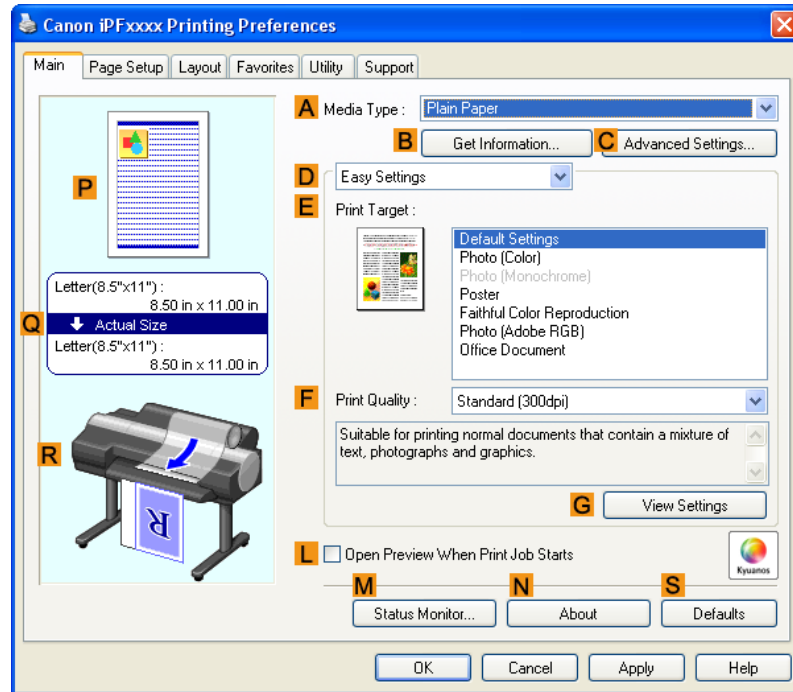 Canon iPFxxxx Printing Preferences
Main Page Setup Layout Favorites Utility Support
A Media Type : Plain Paper
B Get Information... C Advanced Settings...
D Easy Settings
P
E Print Target :
Default Settings
Photo (Color)
Photo (Monochrome)
Poster
Faithful Color Reproduction
Photo (Adobe RGB)
Office Document
Letter(8.5"x11") :
8.50 in x 11.00 in
Q Actual Size
Letter(8.5"x11") :
8.50 in x 11.00 in
F Print Quality : Standard (300dpi)
Suitable for printing normal documents that contain a mixture of
text, photographs and graphics.
R
R
G View Settings
L Open Preview When Print Job Starts
Kyuanos
M N S
Status Monitor... About Defaults
OK Cancel Apply Help